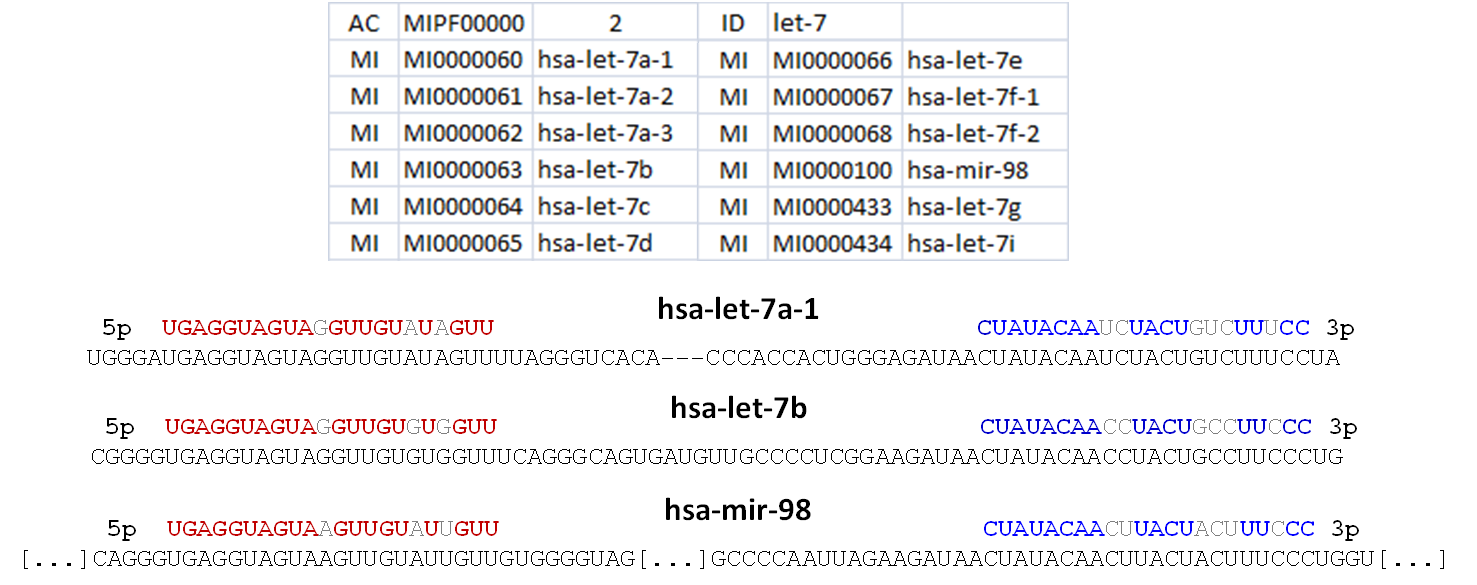 AC MIPF00000 2 ID let-7
MI MI0000060 hsa-let-7a-1 MI MI0000066 hsa-let-7e
MI MI0000061 hsa-let-7a-2 MI MI0000067 hsa-let-7f-1
MI MI0000062 hsa-let-7a-3 MI MI0000068 hsa-let-7f-2
MI MI0000063 hsa-let-7b MI MI0000100 hsa-mir-98
MI MI0000064 hsa-let-7c MI MI0000433 hsa-let-7g
MI MI0000065 hsa-let-7d MI MI0000434 hsa-let-7i
hsa-let-7a-1
5p UGAGGUAGUAGGUUGUAUAGUU CUAUACAAUCUACUGUCUUUCC 3p
UGGGAUGAGGUAGUAGGUUGUAUAGUUUUAGGGUCACA---CCCACCACUGGGAGAUAACUAUACAAUCUACUGUCUUUCCUA
hsa-let-7b
5p UGAGGUAGUAGGUUGUGUGGUU CUAUACAACCUACUGCCUUCCC 3p
CGGGGUGAGGUAGUAGGUUGUGUGGUUUCAGGGCAGUGAUGUUGCCCCUCGGAAGAUAACUAUACAACCUACUGCCUUCCCUG
hsa-mir-98
5p UGAGGUAGUAAGUUGUAUUGUU CUAUACAACUUACUACUUUCCC 3p
[...]CAGGGUGAGGUAGUAAGUUGUAUUGUUGUGGGGUAG[...]GCCCCAAUUAGAAGAUAACUAUACAACUUACUACUUUCCCUGGU[...]